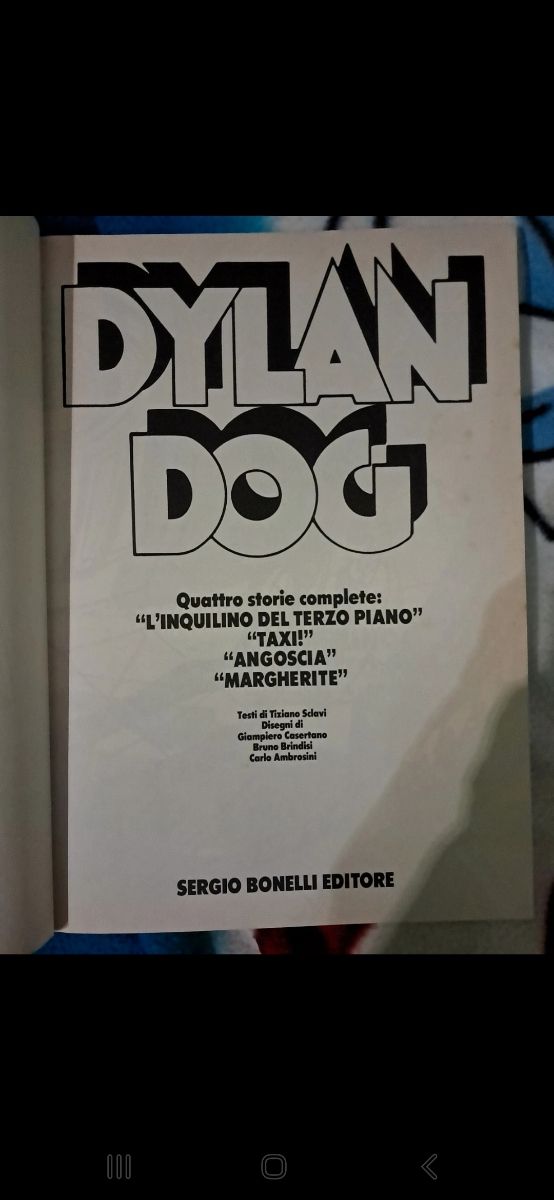 DYLAN
DOG
Quattro storie complete:
“L’INQUILINO DEL TERZO PIANO”
“TAXI!”
“ANGOSCIA”
“MARGHERITE”
Testi di Tiziano Sclavi
Disegni di
Giampiero Casertano
Bruno Brindisi
Carlo Ambrosini
SERGIO BONELLI EDITORE